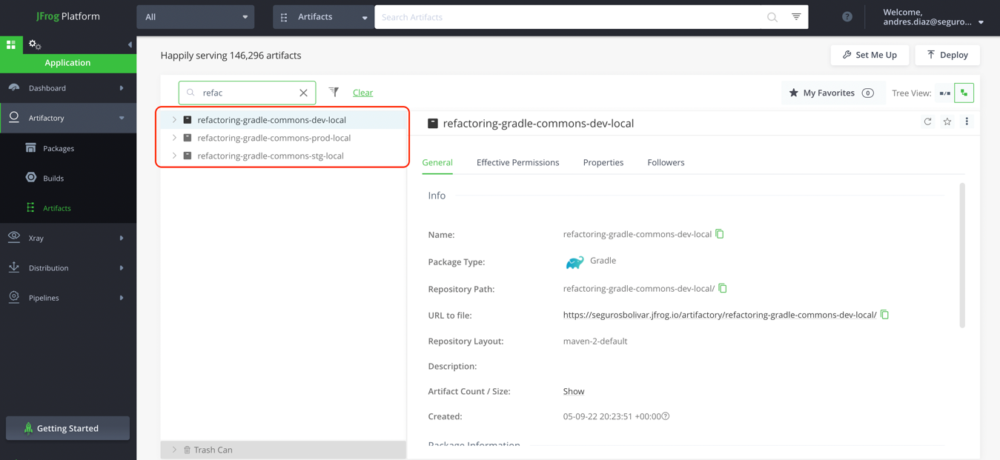 JFrog Platform
All
Artifacts
Search Artifacts
?
Welcome,
andres.diaz@seguro...
Application
Dashboard
Artifactory
Packages
Builds
Artifacts
Xray
Distribution
Pipelines
Getting Started
Happily serving 146,296 artifacts
Set Me Up
Deploy
refac
Clear
My Favorites
0
Tree View:
refactoring-gradle-commons-dev-local
refactoring-gradle-commons-prod-local
refactoring-gradle-commons-stg-local
Trash Can
refactoring-gradle-commons-dev-local
General
Effective Permissions
Properties
Followers
Info
Name: refactoring-gradle-commons-dev-local
Package Type: Gradle
Repository Path: refactoring-gradle-commons-dev-local/
URL to file: https://segurosbolivar.jfrog.io/artifactory/refactoring-gradle-commons-dev-local/
Repository Layout: maven-2-default
Description:
Artifact Count / Size: Show
Created: 05-09-22 20:23:51 +00:00?
Package Information